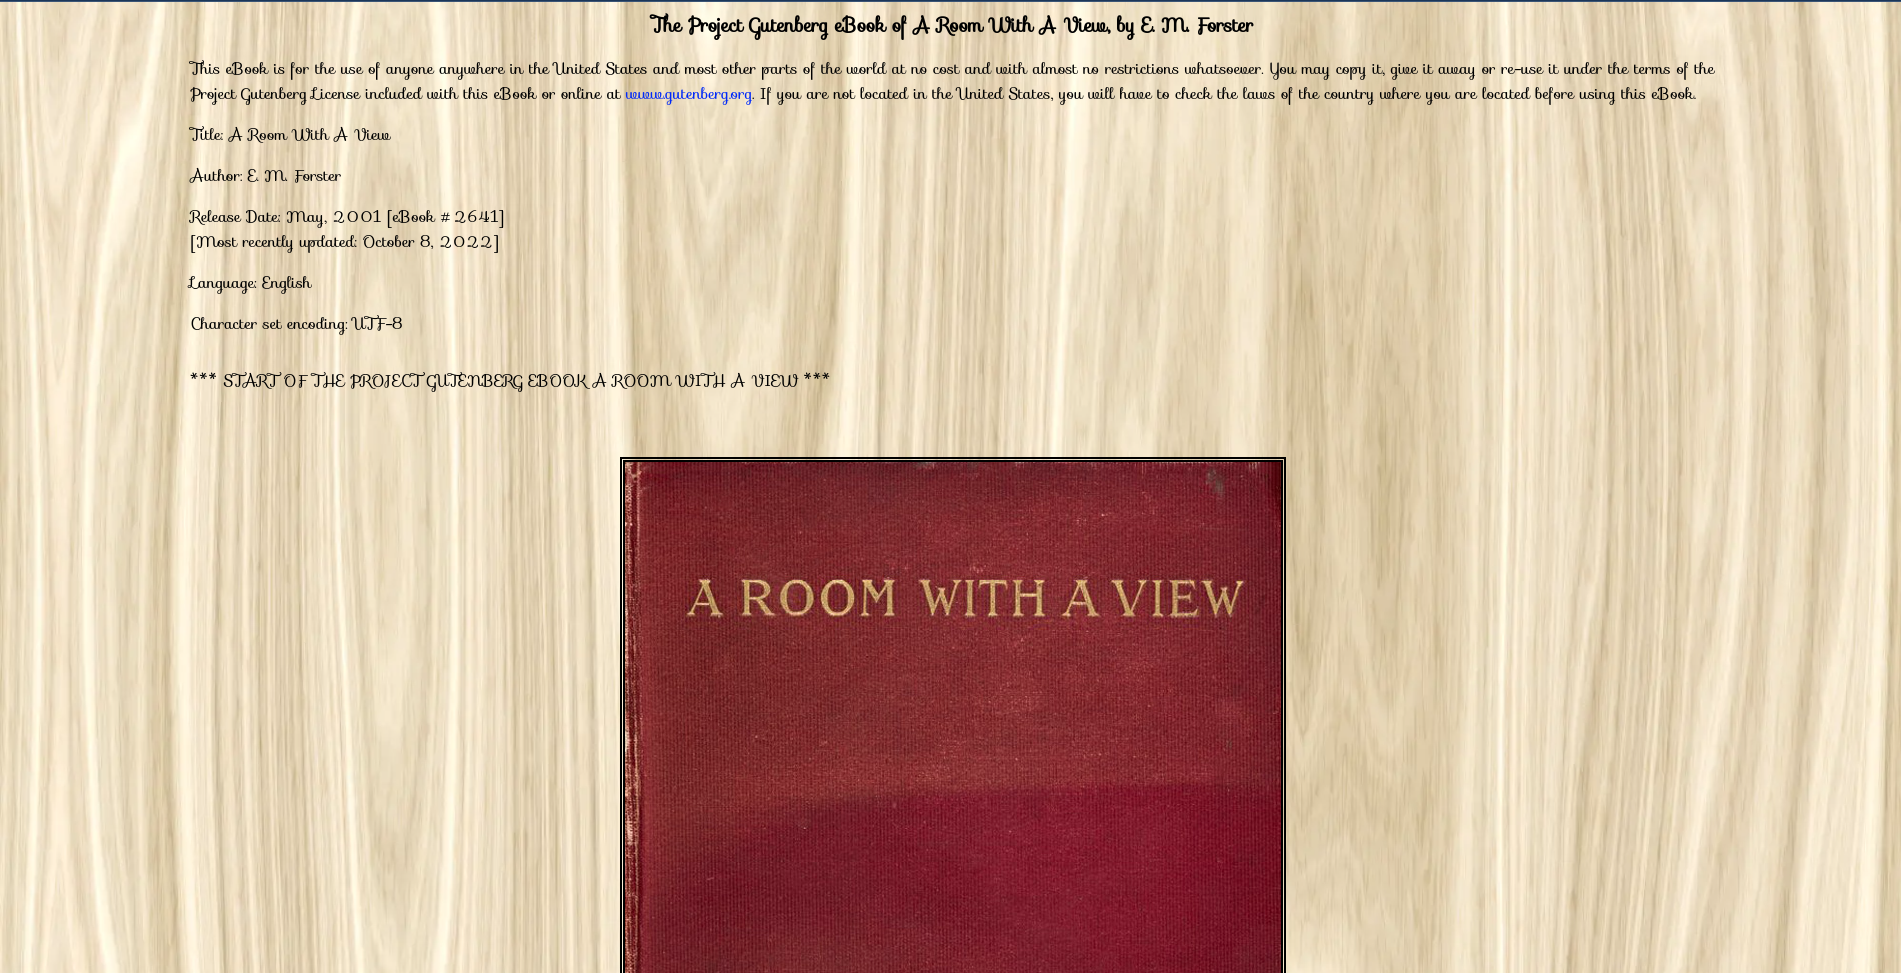 The Project Gutenberg eBook of A Room With A View, by E. M. Forster
This eBook is for the use of anyone anywhere in the United States and most other parts of the world at no cost and with almost no restrictions whatsoever. You may copy it, give it away or re-use it under the terms of the
Project Gutenberg License included with this eBook or online at www.gutenberg.org. If you are not located in the United States, you will have to check the laws of the country where you are located before using this eBook.
Title: A Room With A View
Author: E. M. Forster
Release Date: May, 2001 [eBook #2641]
[Most recently updated: October 8, 2022]
Language: English
Character set encoding: UTF-8
*** START OF THE PROJECT GUTENBERG EBOOK A ROOM WITH A VIEW ***
A ROOM WITH A VIEW